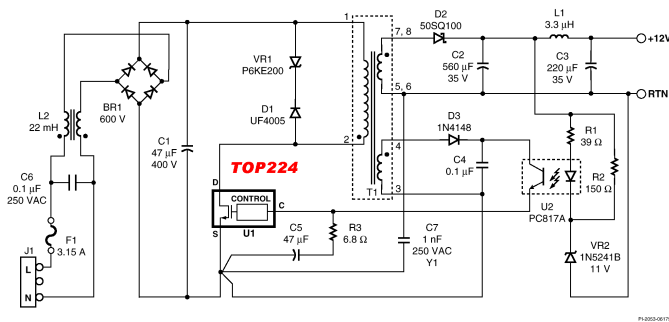 1
7, 8
D2
50SQ100
L1
3.3 µH
+12V
VR1
P6KE200
C2
560 µF
35 V
C3
220 µF
35 V
BR1
600 V
L2
22 mH
5, 6
RTN
D1
UF4005
C1
47 µF
400 V
2
D3
1N4148
4
R1
39 Ω
TOP224
C4
0.1 µF
R2
150 Ω
C6
0.1 µF
250 VAC
D
CONTROL
C
S
U1
T1
3
U2
PC817A
F1
3.15 A
J1
L
N
C5
47 µF
R3
6.8 Ω
C7
1 nF
250 VAC
Y1
VR2
1N5241B
11 V